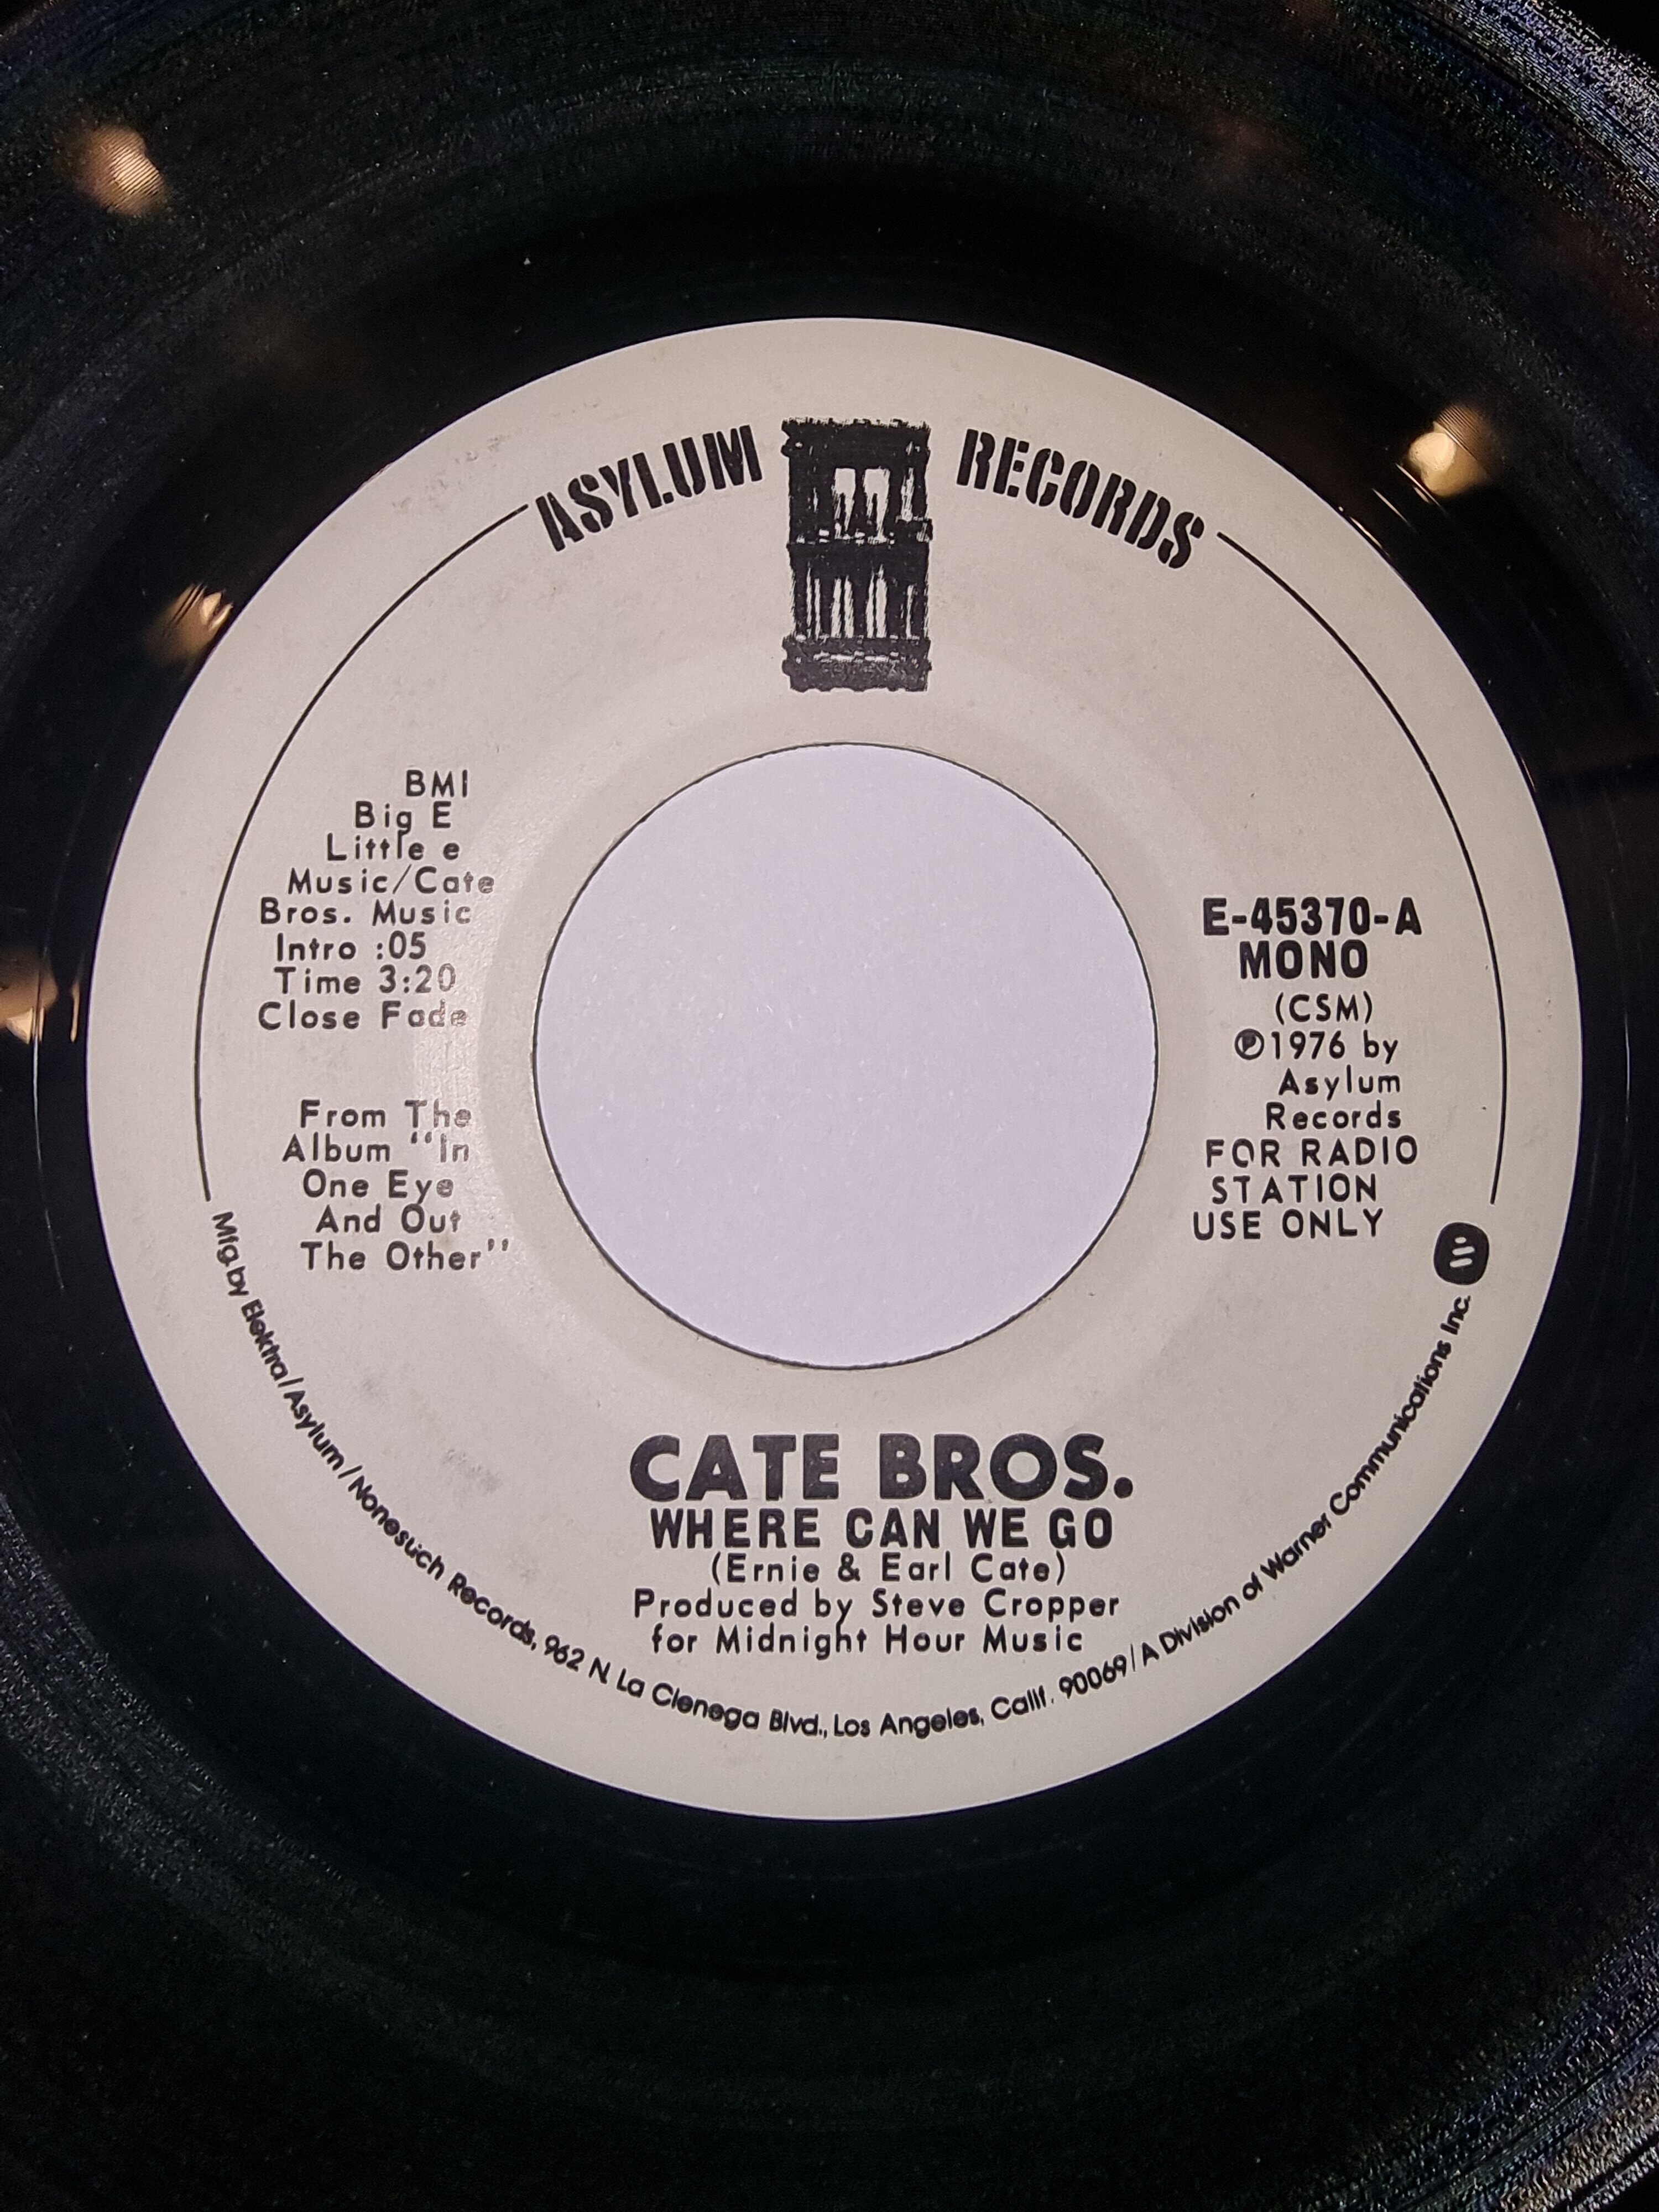 ASYLUM RECORDS
BMI
Big E
Little e
Music/Cate
Bros. Music
Intro :05
Time 3:20
Close Fade
From The
Album “In
One Eye
And Out
The Other”
E-45370-A
MONO
(CSM)
℗1976 by
Asylum
Records
FOR RADIO
STATION
USE ONLY
CATE BROS.
WHERE CAN WE GO
(Ernie & Earl Cate)
Produced by Steve Cropper
for Midnight Hour Music
Mfg by Elektra/Asylum/Nonesuch Records, 962 N. La Cienega Blvd., Los Angeles, Calif. 90069/A Division of Warner Communications Inc.